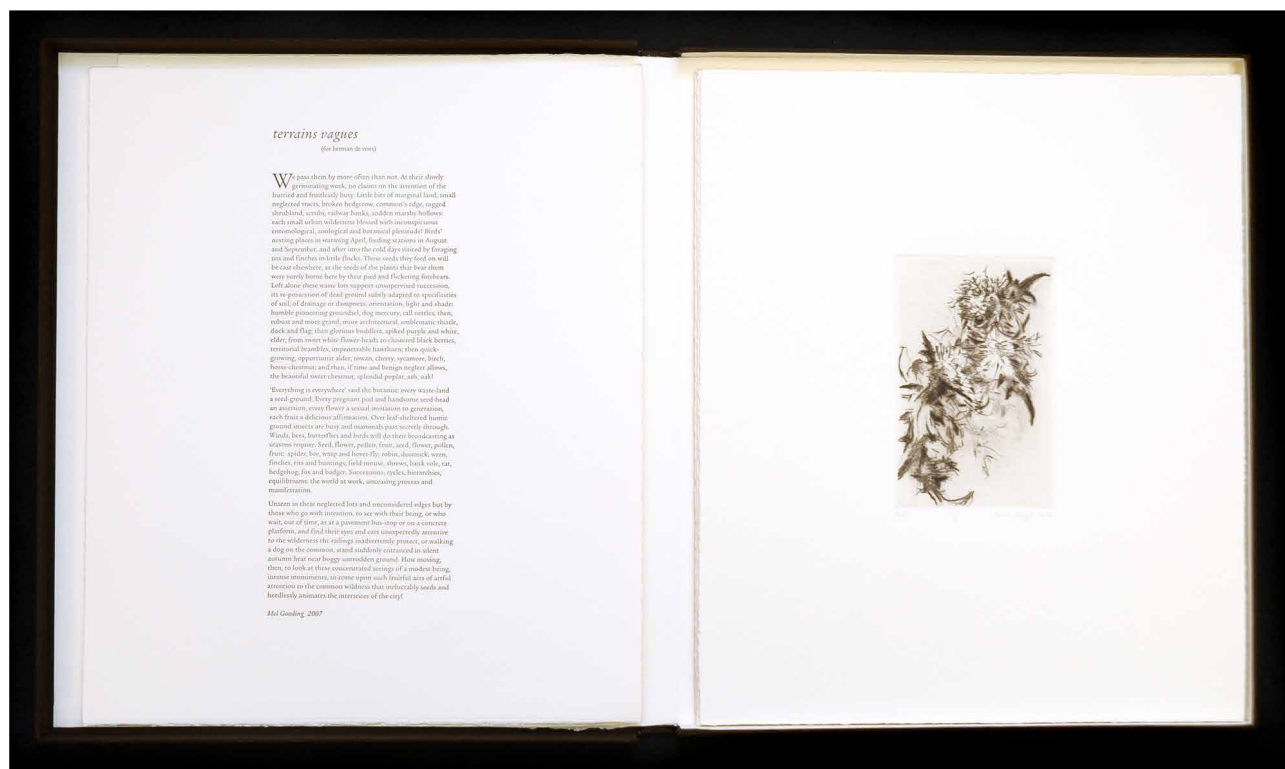 terrains vagues
(for herman de vries)
We pass them by more often than not. At their slowly
germinating work, no claims on the attention of the
hurried and fruitlessly busy. Little bits of marginal land, small
neglected tracts, broken hedgerow, common's edge, ragged
shrubland, scrubs, railway banks, sodden marshy hollows:
each small urban wilderness blessed with inconspicuous
entomological, zoological and botanical plenitude! Birds'
nesting places in warming April, feeding stations in August
and September, and after into the cold days visited by foraging
tits and finches in little flocks. These seeds they feed on will
be cast elsewhere, as the seeds of the plants that bear them
were surely borne here by their pied and flickering forebears.
Left alone these waste lots support unsupervised succession,
its re-possession of dead ground subtly adapted to specificities
of soil, of drainage or dampness, orientation, light and shade:
humble pioneering groundsel, dog mercury, tall nettles; then,
robust and more grand, more architectural, emblematic thistle,
dock and flag; then glorious buddleia, spiked purple and white,
elder, from sweet white flower-heads to clustered black berries,
territorial brambles, impenetrable hawthorn; then quick-
growing, opportunist alder, rowan, cherry, sycamore, birch,
horse-chestnut; and then, if time and benign neglect allows,
the beautiful sweet chestnut, splendid poplar, ash, oak!
'Everything is everywhere' said the botanist: every waste-land
a seed-ground. Every pregnant pod and handsome seed-head
an assertion, every flower a sexual invitation to generation,
each fruit a delicious affirmation. Over leaf-sheltered humic
ground insects are busy and mammals pass secretly through.
Winds, bees, butterflies and birds will do their broadcasting as
seasons require. Seed, flower, pollen, fruit, seed, flower, pollen,
fruit: spider, bee, wasp and hover-fly; robin, dunnock, wren,
finches, tits and buntings; field mouse, shrews, bank vole, rat,
hedgehog, fox and badger. Successions, cycles, hierarchies,
equilibriums: the world at work, unceasing process and
manifestation.
Unseen in these neglected lots and unconsidered edges but by
those who go with intention, to see with their being, or who
wait, out of time, as at a pavement bus-stop or on a concrete
platform, and find their eyes and ears unexpectedly attentive
to the wilderness the railings inadvertently protect, or walking
a dog on the common, stand suddenly entranced in silent
autumn heat near boggy untrodden ground. How moving,
then, to look at these concentrated actings of a modest being,
intense monuments, to come upon such fruitful acts of artful
attention to the common wildness that ineluctably seeds and
heedlessly animates the interstices of the city!
Mel Gooding 2007